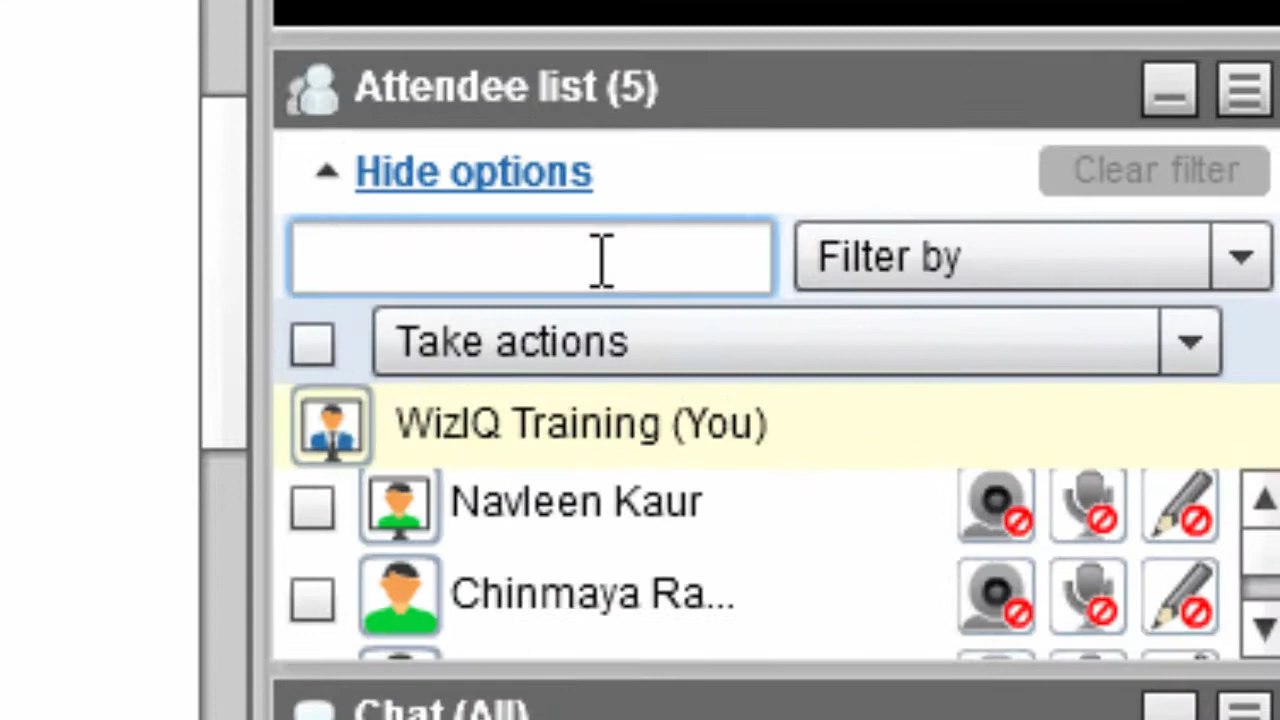 Attendee list (5)
Hide options
Clear filter
Filter by
Take actions
WizIQ Training (You)
Navleen Kaur
Chinmaya Ra...
Chat (All)